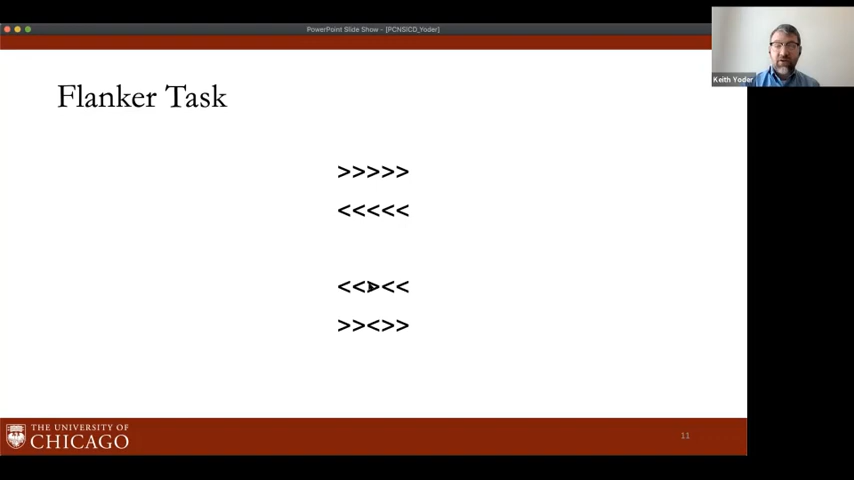 PowerPoint Slide Show - [PCNSICD_Yoder]
Keith Yoder
Flanker Task
>>>>>
<<<<<
<<><<
>><>>
THE UNIVERSITY OF
CHICAGO
11